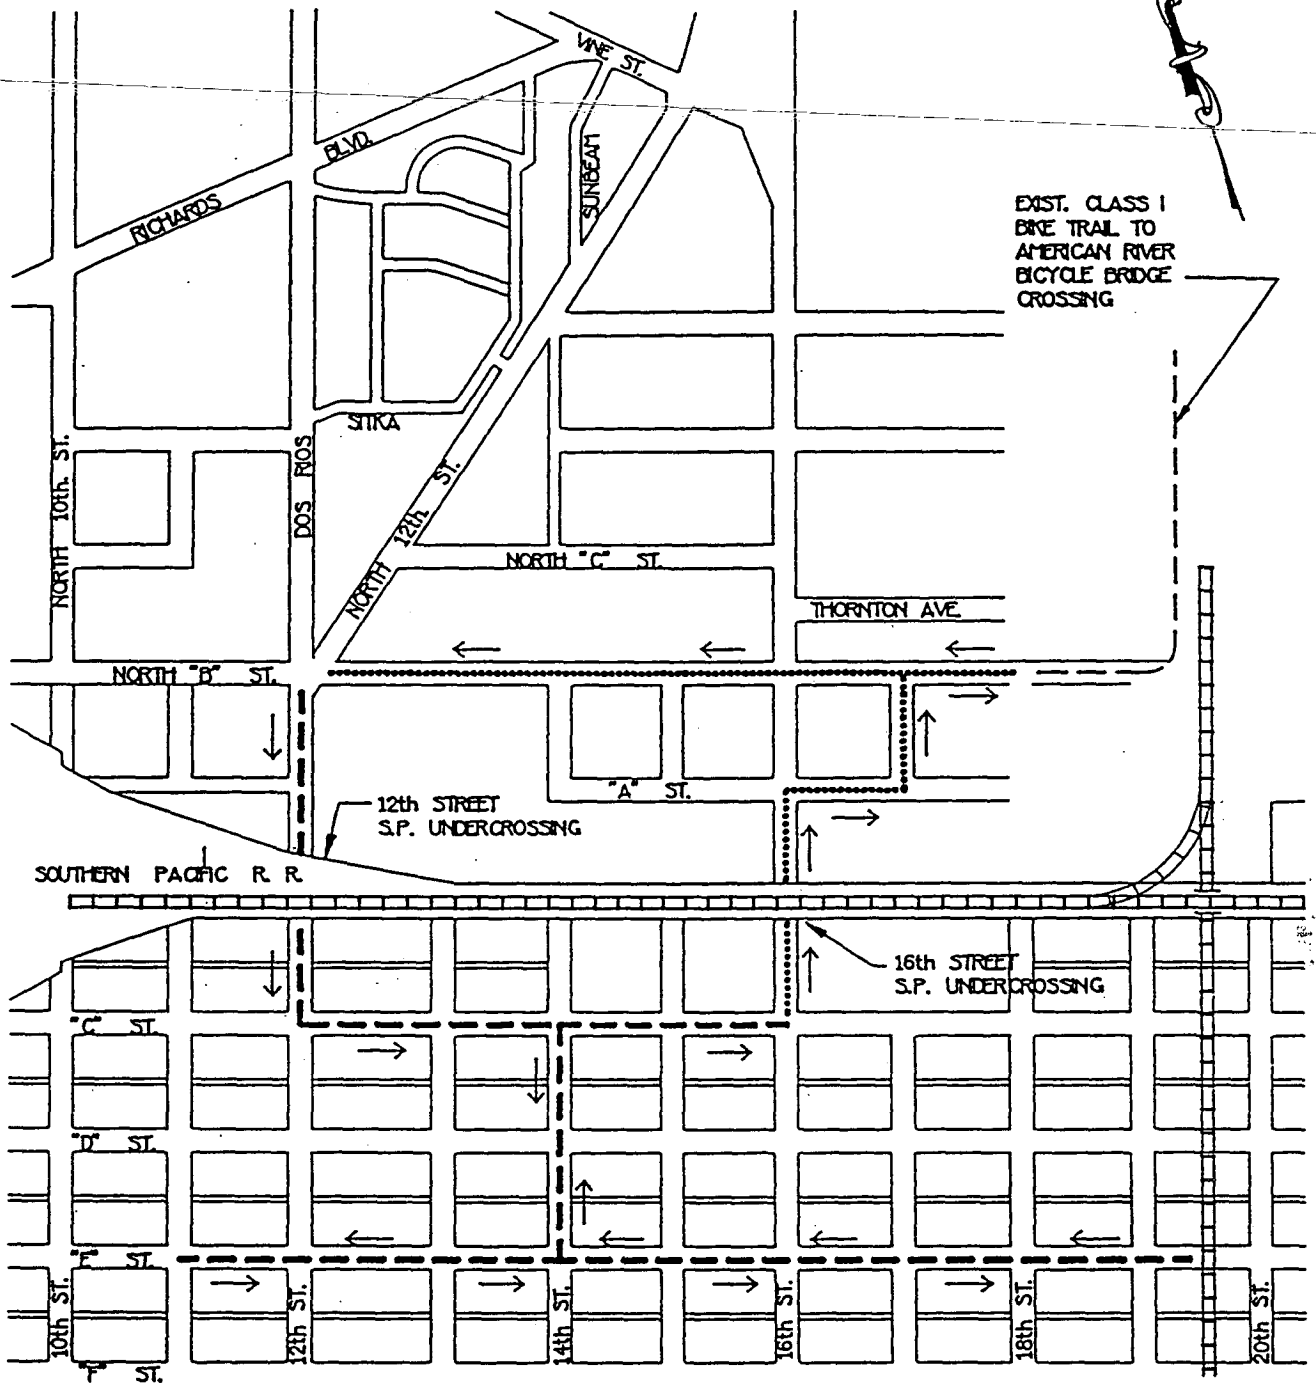 VINE ST.
BLVD.
RICHARDS
SUNBEAM
EXIST. CLASS I
BIKE TRAIL TO
AMERICAN RIVER
BICYCLE BRIDGE
CROSSING
SITKA
NORTH 10th. ST.
DOS RIOS
NORTH 12th. ST.
NORTH "C" ST.
THORNTON AVE.
NORTH "B" ST.
"A" ST.
12th STREET
S.P. UNDERCROSSING
SOUTHERN PACIFIC R. R.
16th STREET
S.P. UNDERCROSSING
"C" ST.
"D" ST.
"E" ST.
10th ST.
12th ST.
14th ST.
16th ST.
18th ST.
20th ST.
"F" ST.